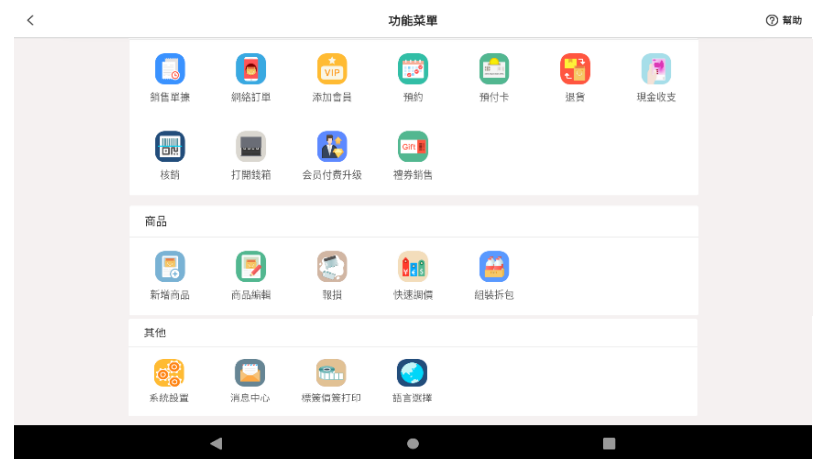 功能菜單
幫助
銷售單據 網絡訂單 添加會員 預約 預付卡 退貨 現金收支
VIP
核銷 打開錢箱 会员付费升级 禮券銷售
Gift
商品
新增商品 商品編輯 報損 快速調價 組裝拆包
其他
系統設置 消息中心 標簽價簽打印 語言選擇